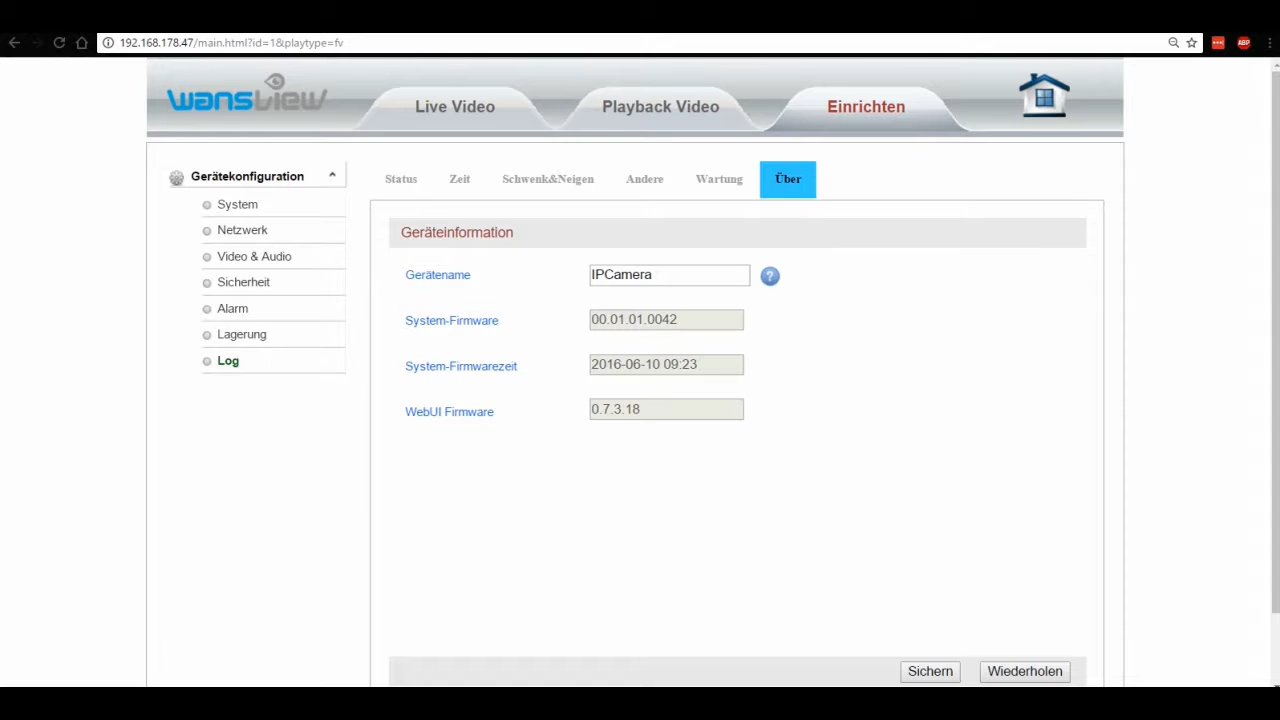 192.168.178.47/main.html?id=1&playtype=fv
ABP
wansview
Live Video
Playback Video
Einrichten
Gerätekonfiguration
System
Netzwerk
Video & Audio
Sicherheit
Alarm
Lagerung
Log
Status Zeit Schwenk&Neigen Andere Wartung Über
Geräteinformation
Gerätename IPCamera ?
System-Firmware 00.01.01.0042
System-Firmwarezeit 2016-06-10 09:23
WebUI Firmware 0.7.3.18
Sichern Wiederholen